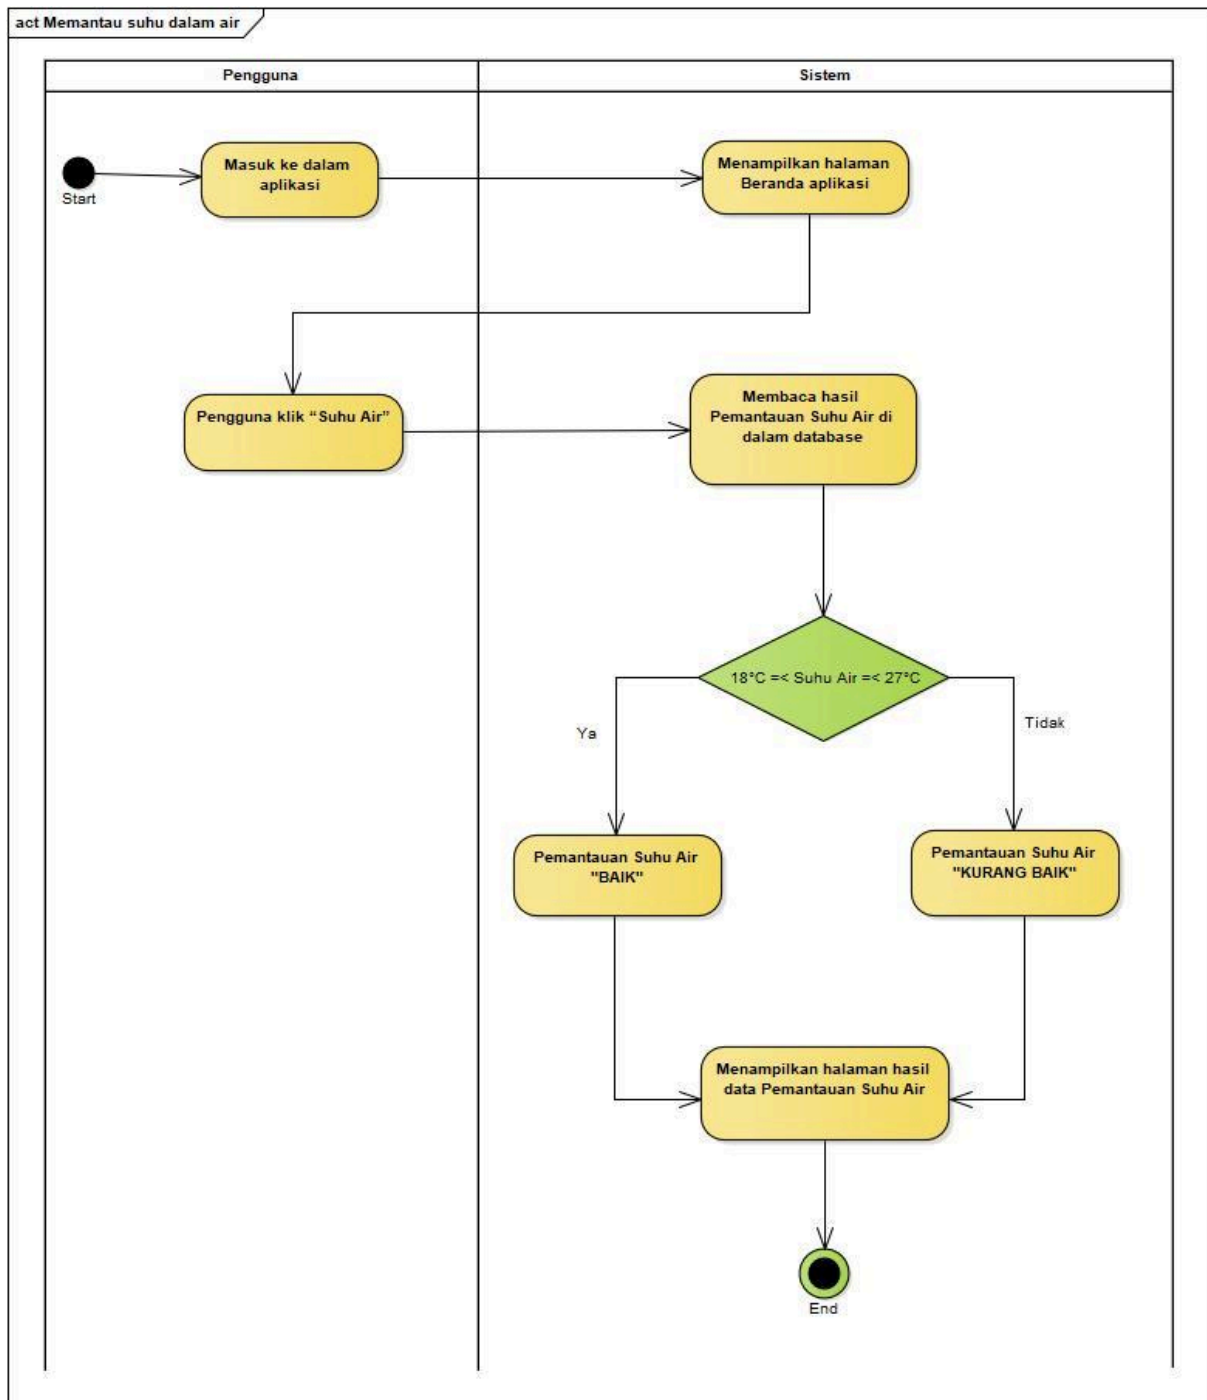 act Memantau suhu dalam air
Pengguna
Sistem
Start
Masuk ke dalam
aplikasi
Menampilkan halaman
Beranda aplikasi
Pengguna klik “Suhu Air”
Membaca hasil
Pemantauan Suhu Air di
dalam database
18°C =< Suhu Air =< 27°C
Ya
Tidak
Pemantauan Suhu Air
"BAIK"
Pemantauan Suhu Air
"KURANG BAIK"
Menampilkan halaman hasil
data Pemantauan Suhu Air
End